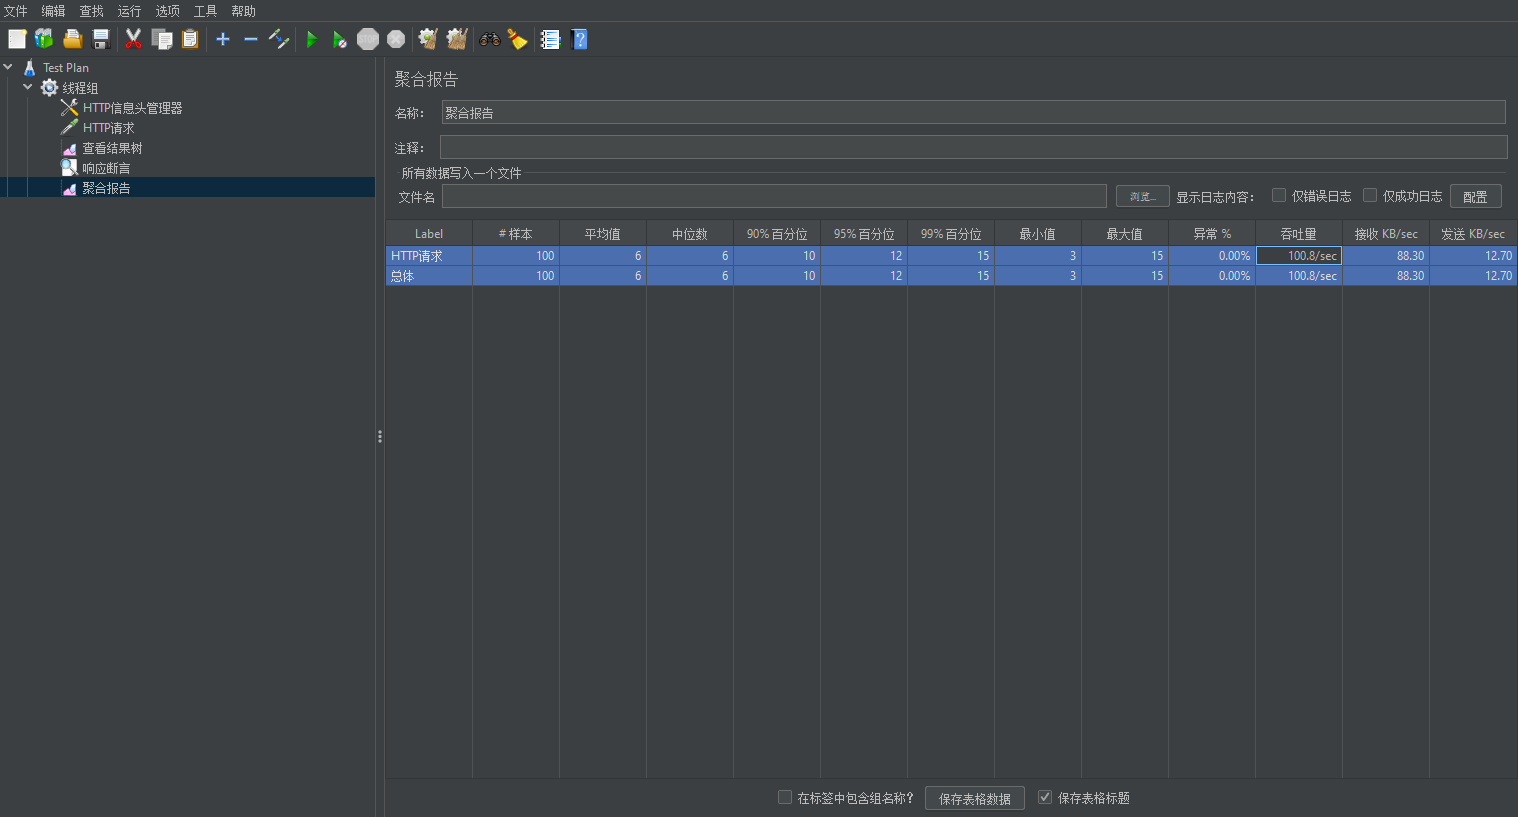 文件 编辑 查找 运行 选项 工具 帮助
Test Plan
线程组
HTTP信息头管理器
HTTP请求
查看结果树
响应断言
聚合报告
聚合报告
名称： 聚合报告
注释：
所有数据写入一个文件
文件名 浏览... 显示日志内容： 仅错误日志 仅成功日志 配置
Label # 样本 平均值 中位数 90% 百分位 95% 百分位 99% 百分位 最小值 最大值 异常 % 吞吐量 接收 KB/sec 发送 KB/sec
HTTP请求 100 6 6 10 12 15 3 15 0.00% 100.8/sec 88.30 12.70
总体 100 6 6 10 12 15 3 15 0.00% 100.8/sec 88.30 12.70
在标签中包含组名称？ 保存表格数据 保存表格标题